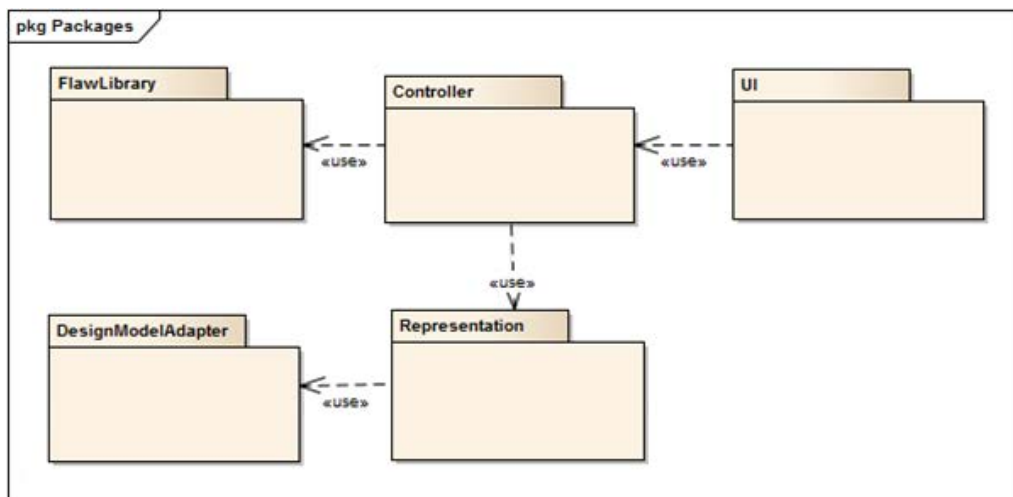 pkg Packages
FlawLibrary
Controller
UI
«use»
«use»
«use»
DesignModelAdapter
Representation
«use»